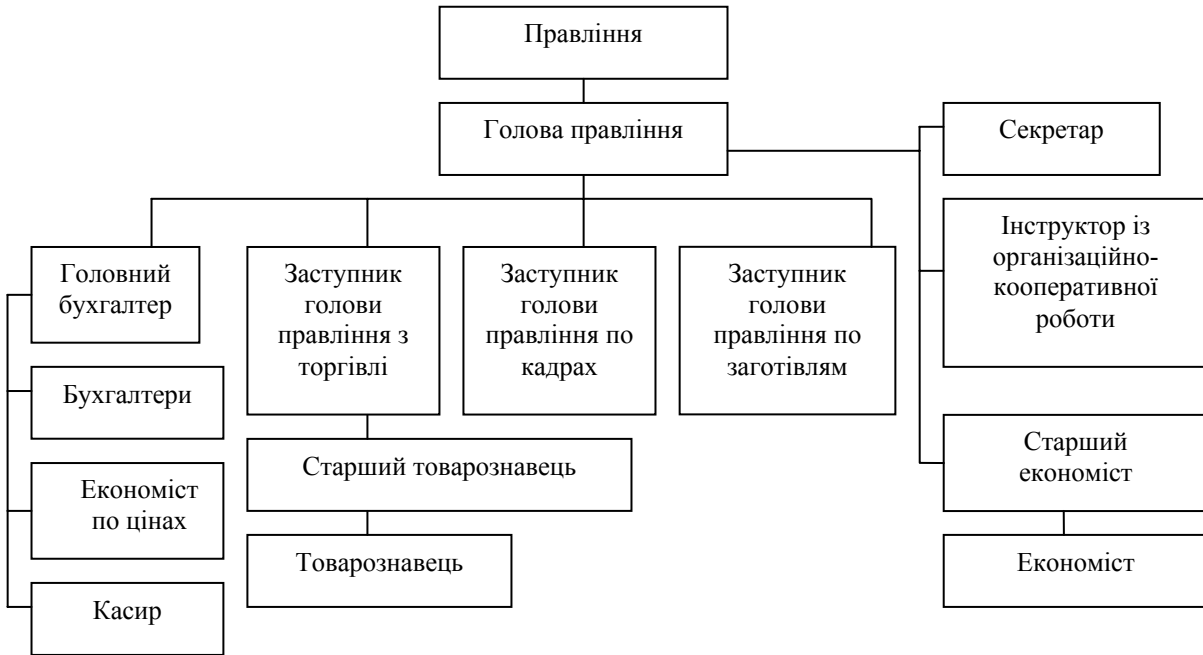 Правління
Голова правління
Секретар
Інструктор із
організаційно-
кооперативної
роботи
Головний
бухгалтер
Заступник
голови
правління з
торгівлі
Заступник
голови
правління по
кадрах
Заступник
голови
правління по
заготівлям
Бухгалтери
Економіст
по цінах
Касир
Старший товарознавець
Товарознавець
Старший
економіст
Економіст